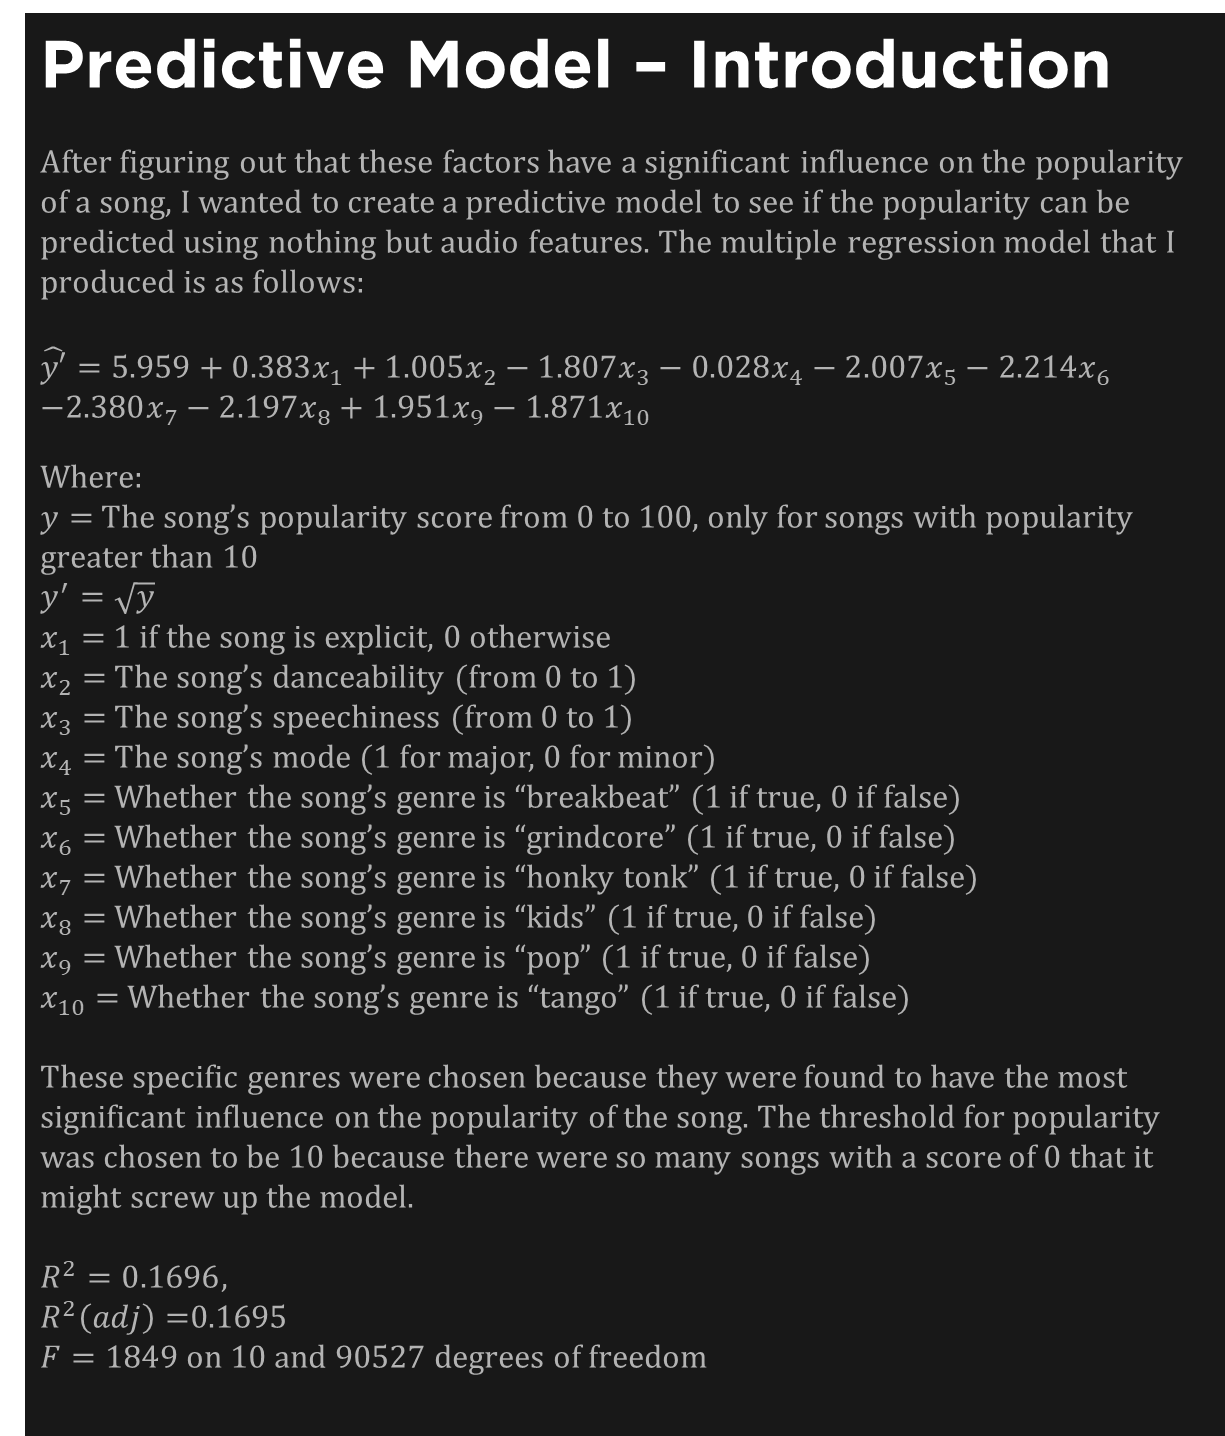 Predictive Model – Introduction
After figuring out that these factors have a significant influence on the popularity
of a song, I wanted to create a predictive model to see if the popularity can be
predicted using nothing but audio features. The multiple regression model that I
produced is as follows:
ŷ′ = 5.959 + 0.383x₁ + 1.005x₂ − 1.807x₃ − 0.028x₄ − 2.007x₅ − 2.214x₆
−2.380x₇ − 2.197x₈ + 1.951x₉ − 1.871x₁₀
Where:
y = The song’s popularity score from 0 to 100, only for songs with popularity
greater than 10
y′ = √y
x₁ = 1 if the song is explicit, 0 otherwise
x₂ = The song’s danceability (from 0 to 1)
x₃ = The song’s speechiness (from 0 to 1)
x₄ = The song’s mode (1 for major, 0 for minor)
x₅ = Whether the song’s genre is “breakbeat” (1 if true, 0 if false)
x₆ = Whether the song’s genre is “grindcore” (1 if true, 0 if false)
x₇ = Whether the song’s genre is “honky tonk” (1 if true, 0 if false)
x₈ = Whether the song’s genre is “kids” (1 if true, 0 if false)
x₉ = Whether the song’s genre is “pop” (1 if true, 0 if false)
x₁₀ = Whether the song’s genre is “tango” (1 if true, 0 if false)
These specific genres were chosen because they were found to have the most
significant influence on the popularity of the song. The threshold for popularity
was chosen to be 10 because there were so many songs with a score of 0 that it
might screw up the model.
R² = 0.1696,
R²(adj) =0.1695
F = 1849 on 10 and 90527 degrees of freedom